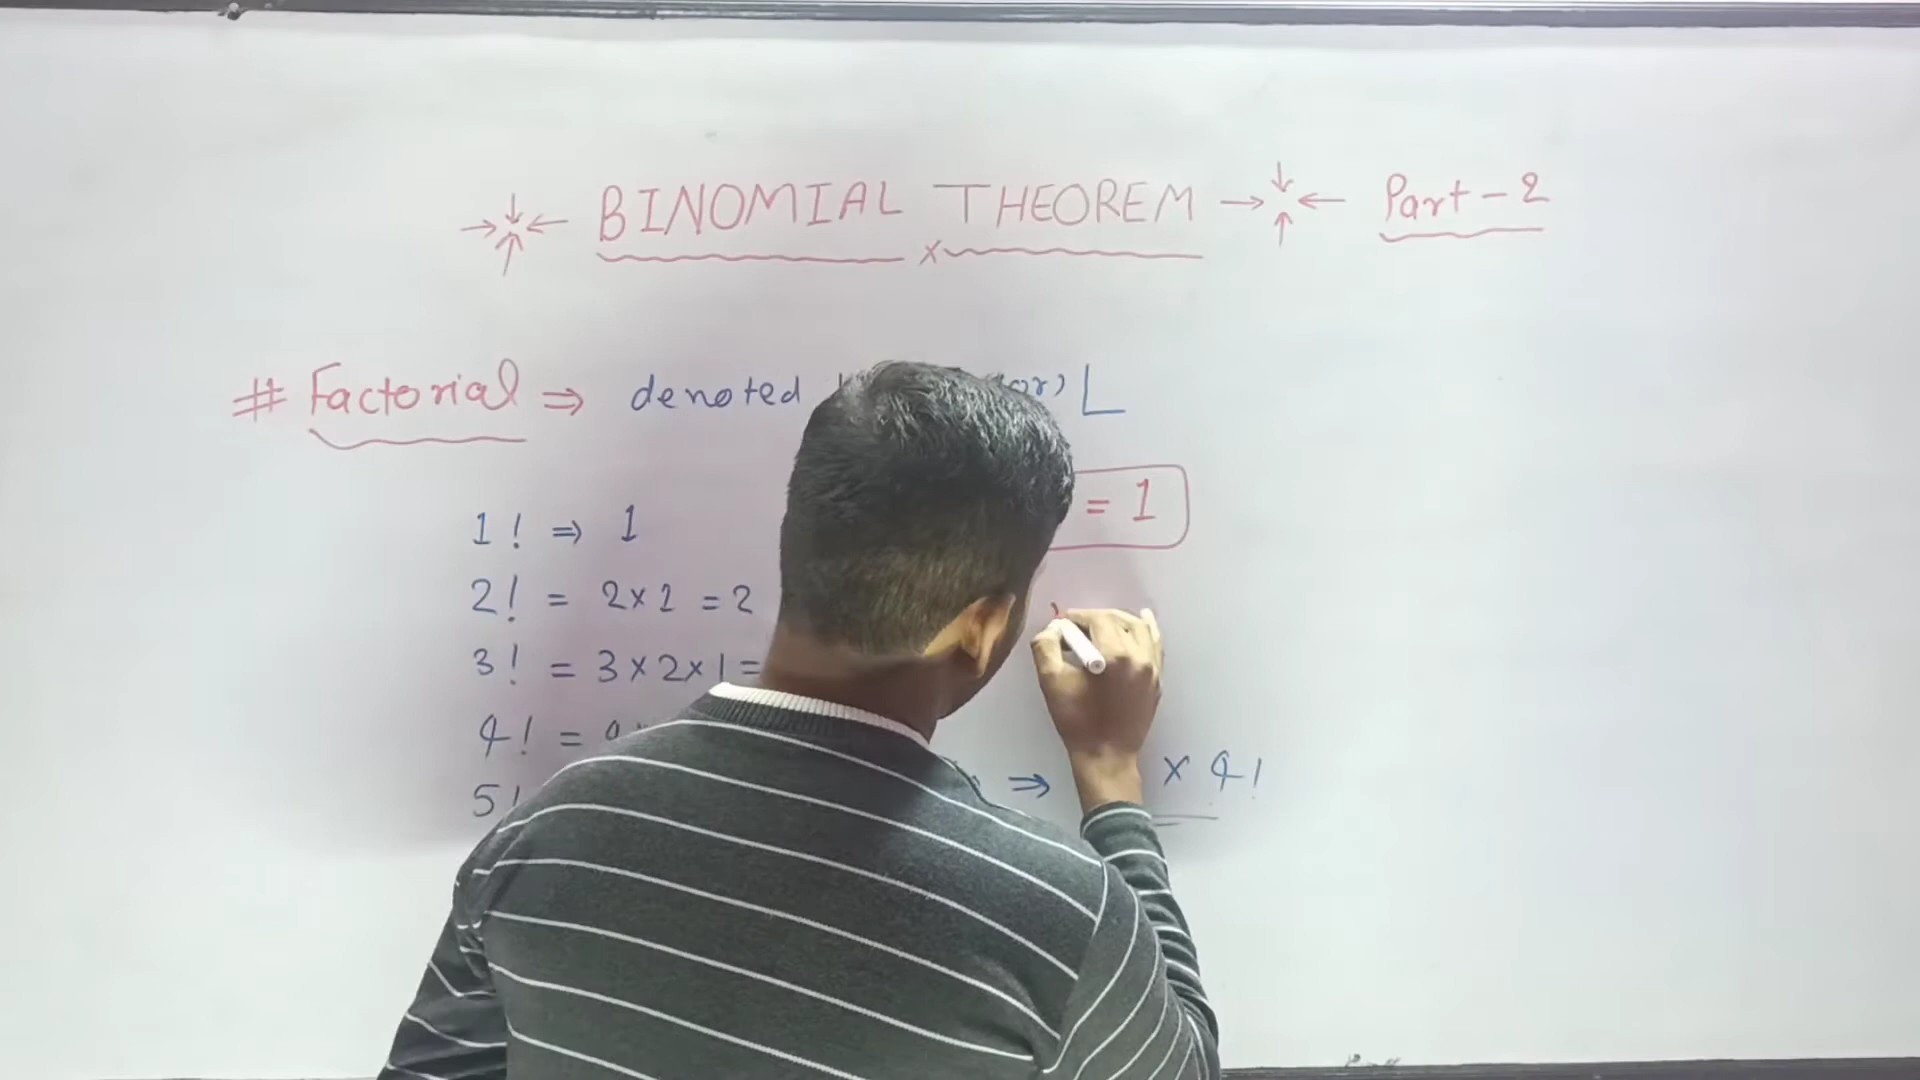 BINOMIAL THEOREM Part-2
# Factorial ⇒ denoted or) L
1! ⇒ 1 = 1
2! = 2×1 = 2
3! = 3×2×1 =
4! =
5! ⇒ × 4!